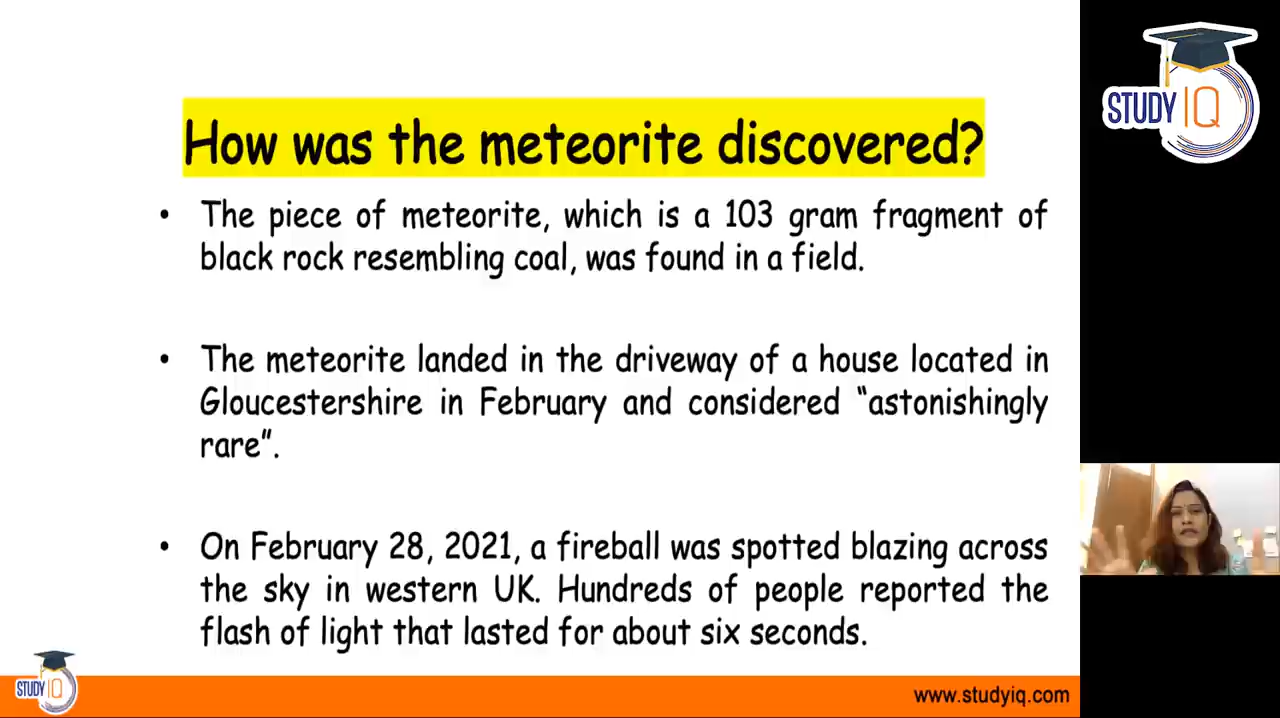 How was the meteorite discovered?
• The piece of meteorite, which is a 103 gram fragment of
black rock resembling coal, was found in a field.
• The meteorite landed in the driveway of a house located in
Gloucestershire in February and considered “astonishingly
rare”.
• On February 28, 2021, a fireball was spotted blazing across
the sky in western UK. Hundreds of people reported the
flash of light that lasted for about six seconds.
STUDY IQ
STUDY IQ
www.studyiq.com